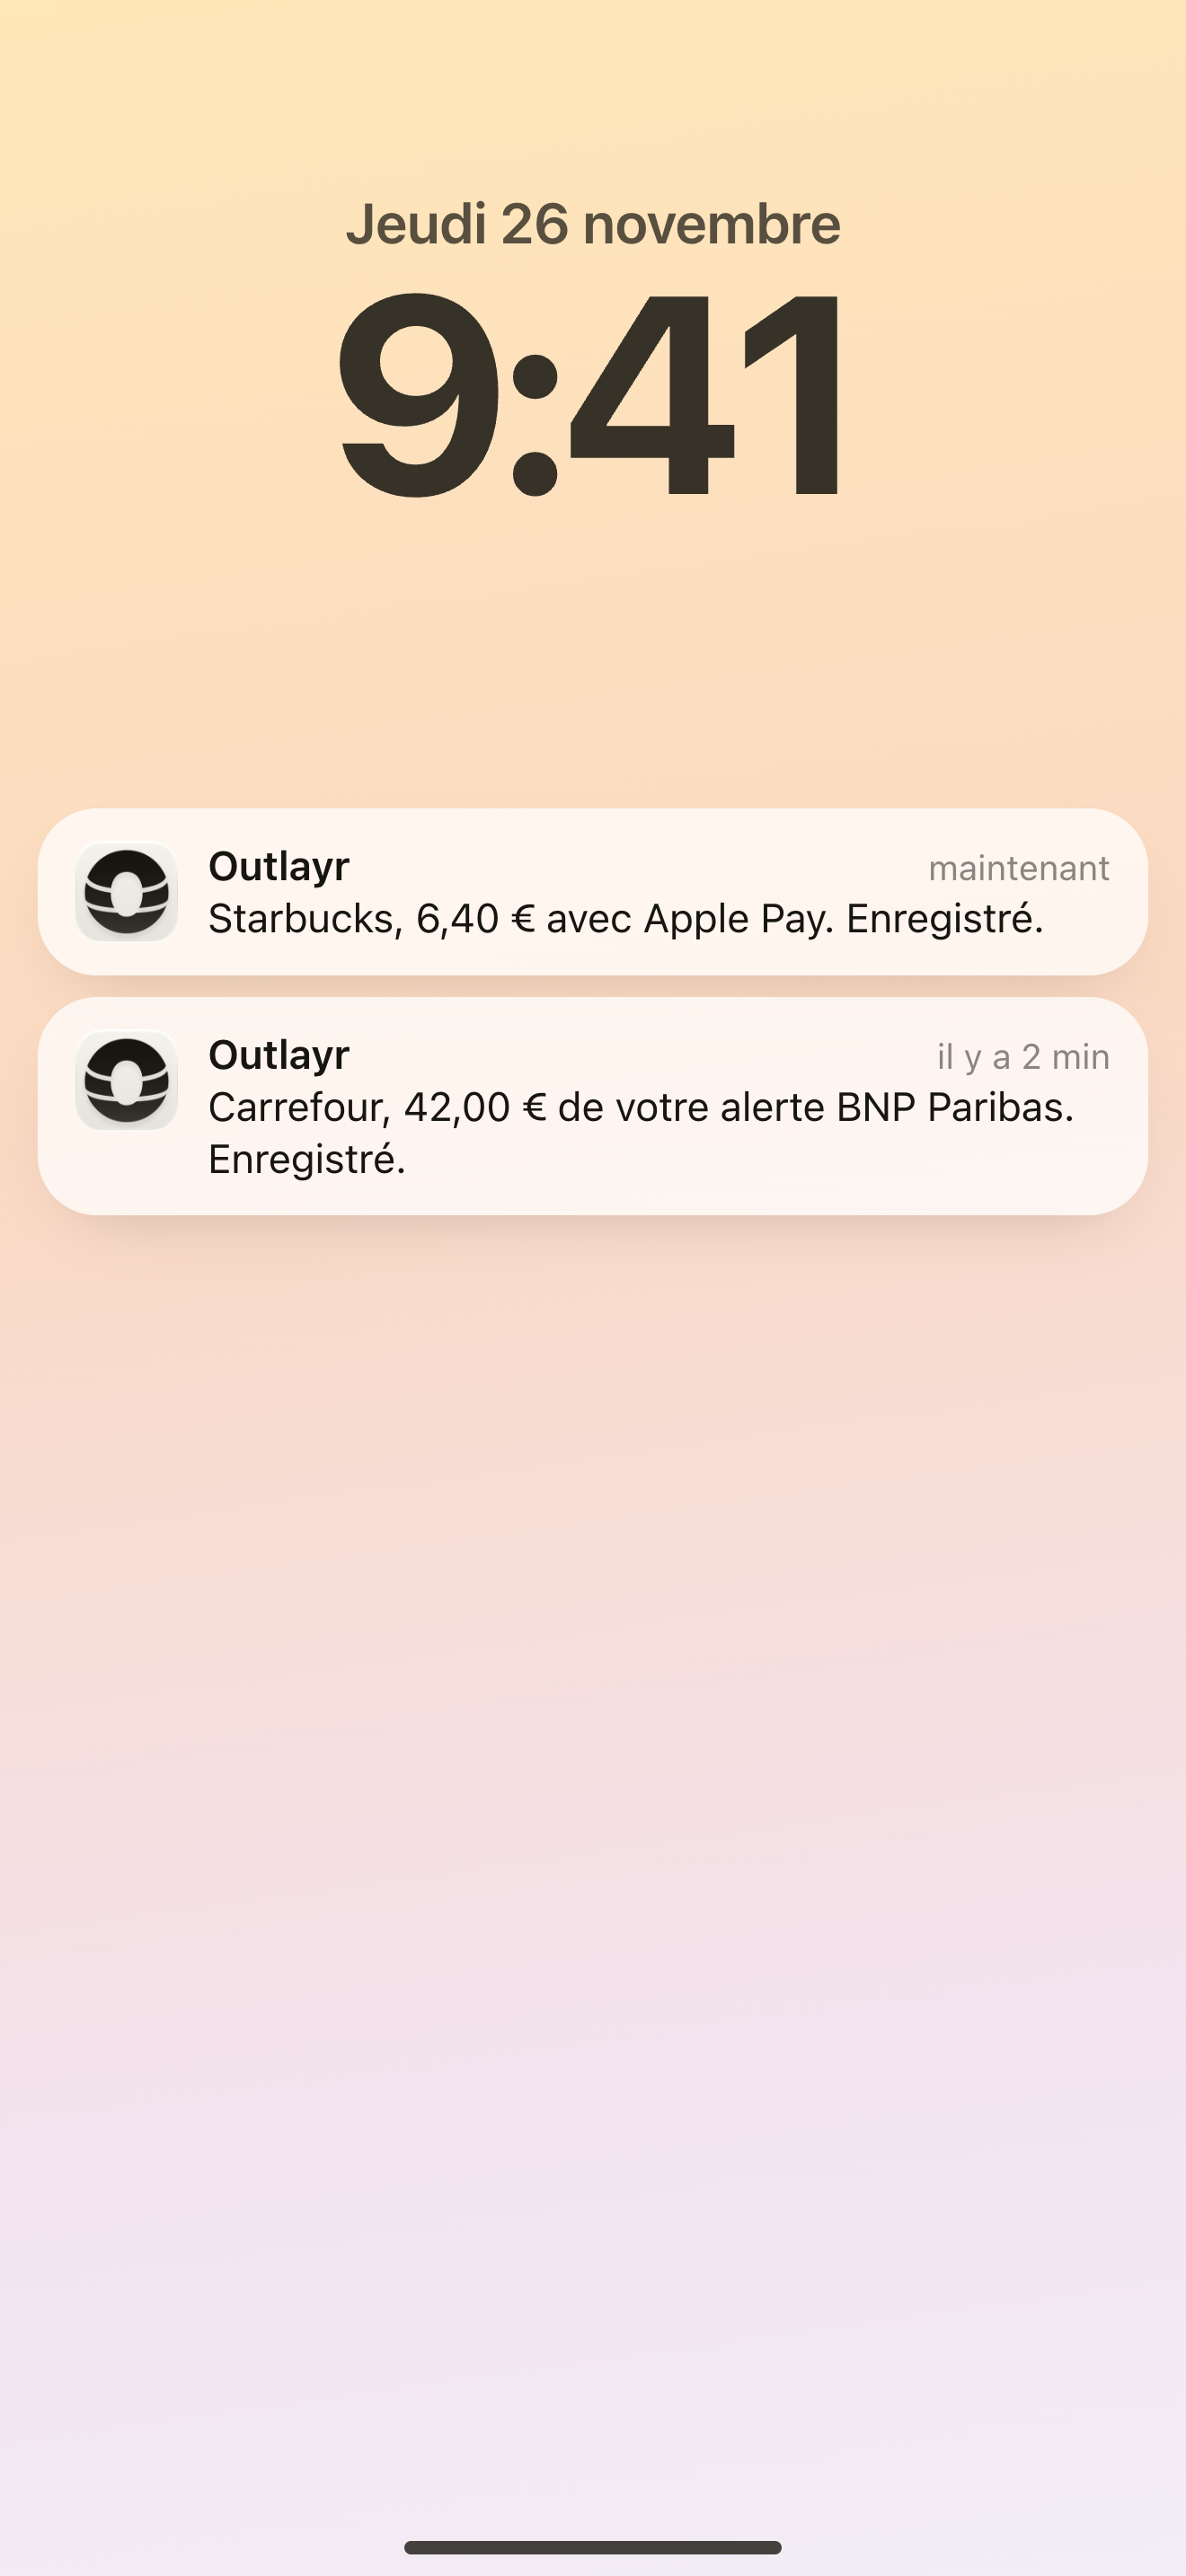 Jeudi 26 novembre
9:41
Outlayr
maintenant
Starbucks, 6,40 € avec Apple Pay. Enregistré.
Outlayr
il y a 2 min
Carrefour, 42,00 € de votre alerte BNP Paribas.
Enregistré.